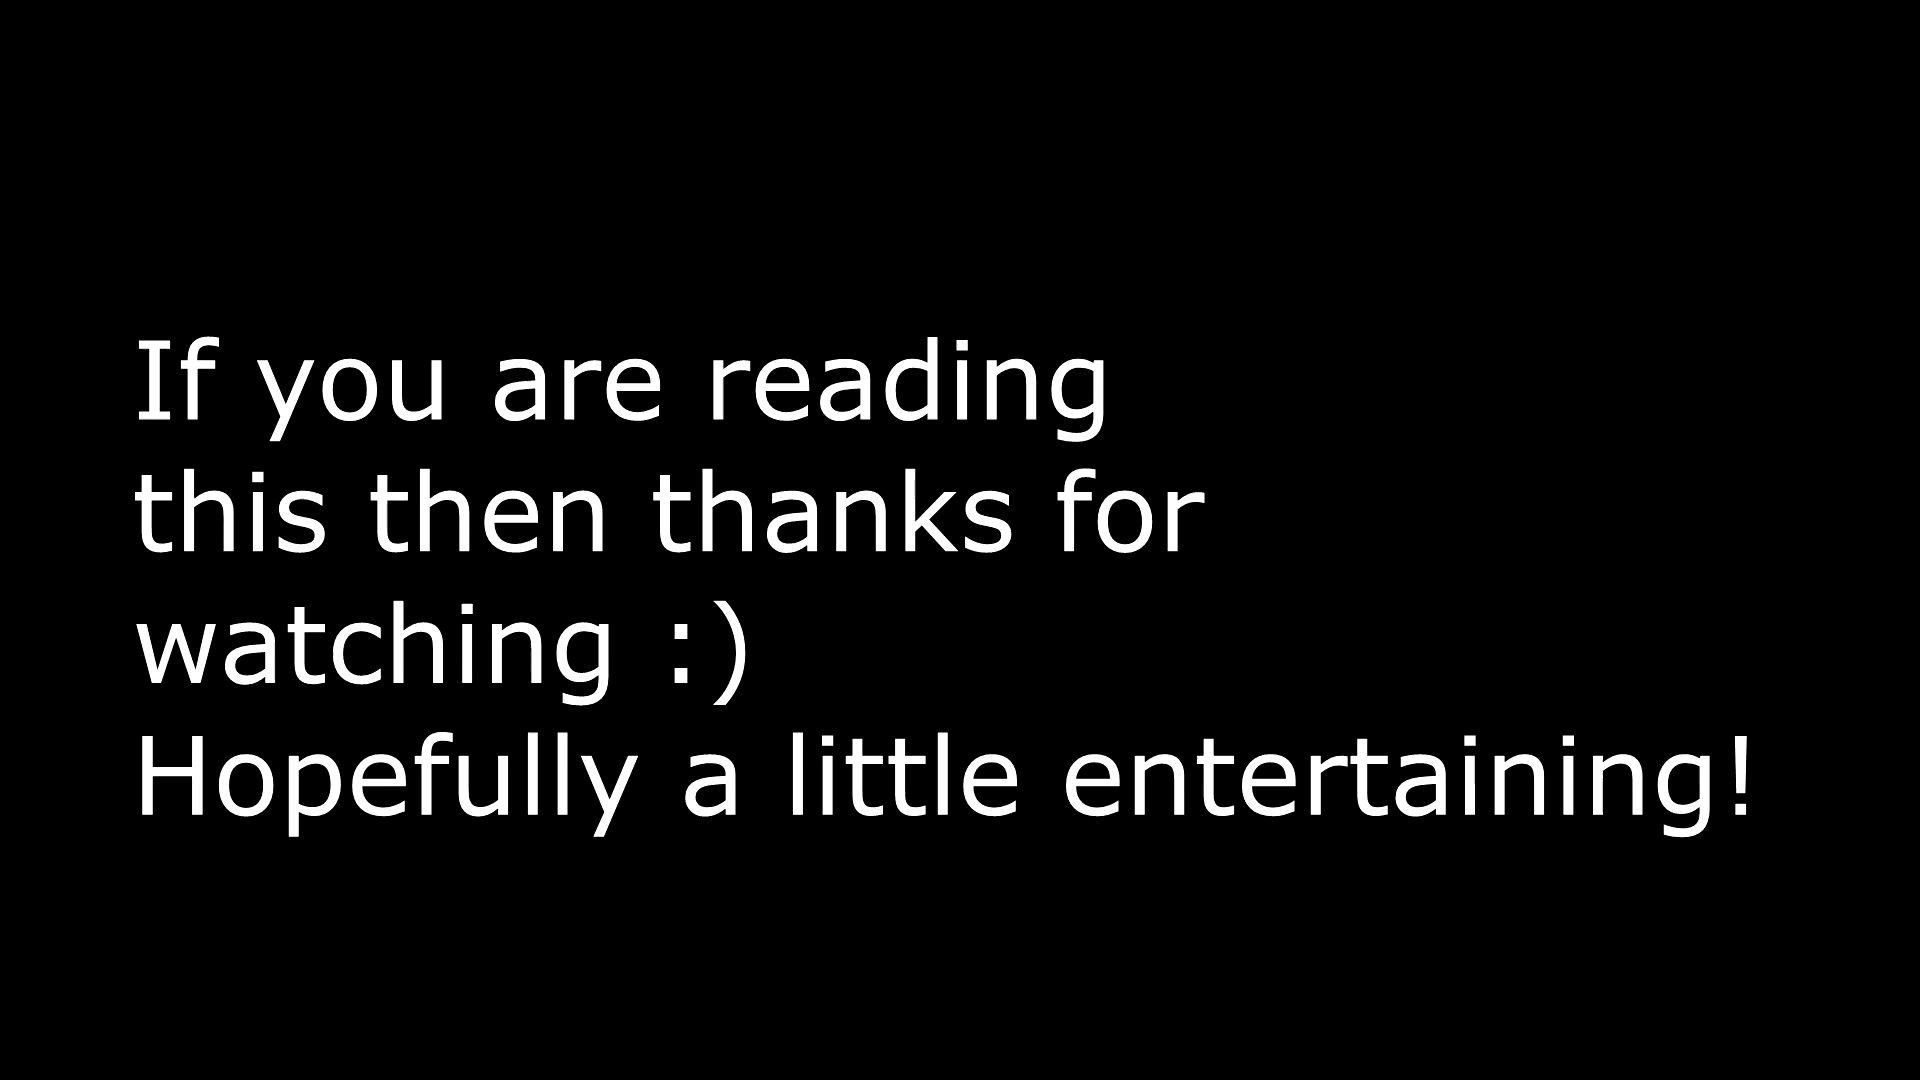 If you are reading
this then thanks for
watching :)
Hopefully a little entertaining!